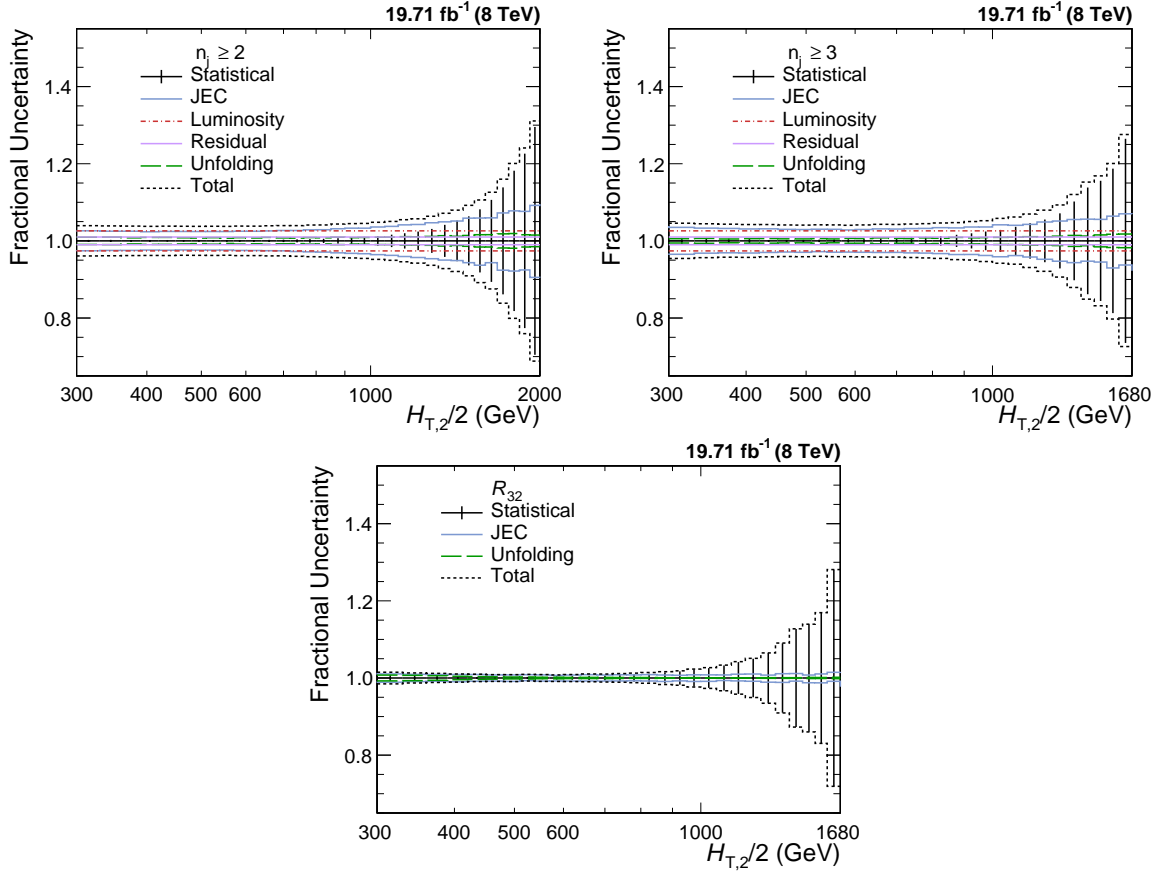 19.71 fb⁻¹ (8 TeV)
Fractional Uncertainty
n_j ≥ 2
Statistical
JEC
Luminosity
Residual
Unfolding
Total
1.4
1.2
1.0
0.8
300 400 500 600 1000 2000
H_T,2/2 (GeV)
19.71 fb⁻¹ (8 TeV)
Fractional Uncertainty
n_j ≥ 3
Statistical
JEC
Luminosity
Residual
Unfolding
Total
1.4
1.2
1.0
0.8
300 400 500 600 1000 1680
H_T,2/2 (GeV)
19.71 fb⁻¹ (8 TeV)
Fractional Uncertainty
R_32
Statistical
JEC
Unfolding
Total
1.4
1.2
1.0
0.8
300 400 500 600 1000 1680
H_T,2/2 (GeV)